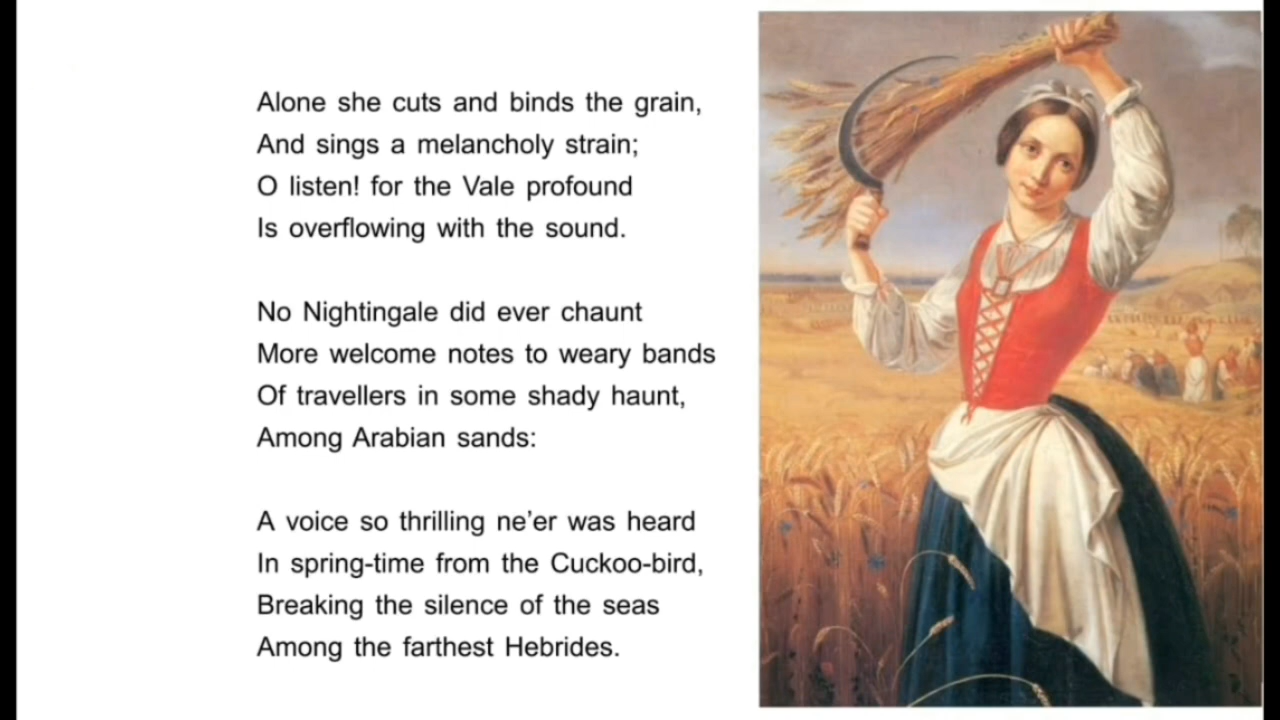 Alone she cuts and binds the grain,
And sings a melancholy strain;
O listen! for the Vale profound
Is overflowing with the sound.

No Nightingale did ever chaunt
More welcome notes to weary bands
Of travellers in some shady haunt,
Among Arabian sands:

A voice so thrilling ne’er was heard
In spring-time from the Cuckoo-bird,
Breaking the silence of the seas
Among the farthest Hebrides.